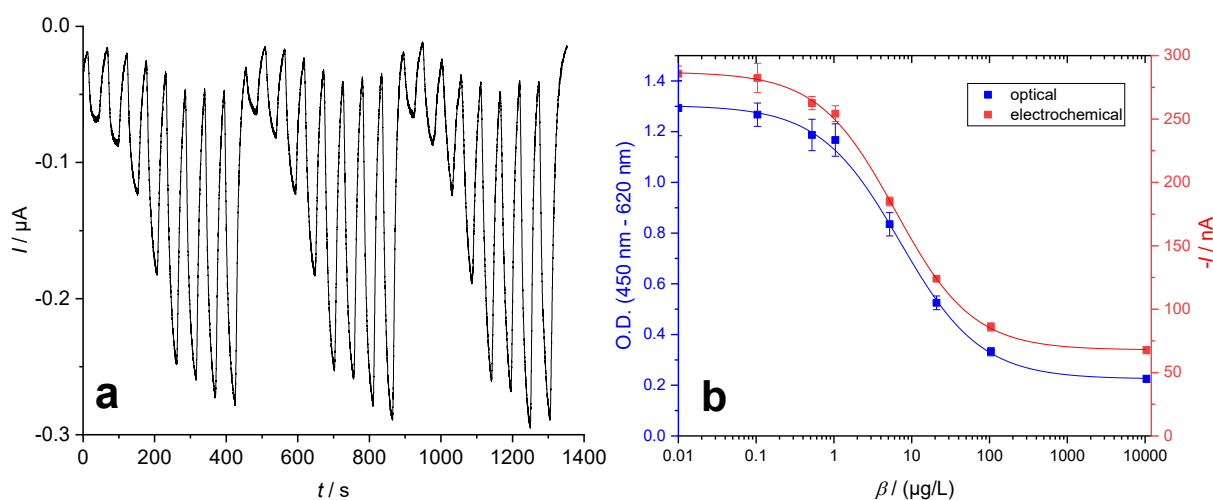 0.0
-0.1
-0.2
-0.3
I / µA
a
0 200 400 600 800 1000 1200 1400
t / s
1.4
1.2
1.0
0.8
0.6
0.4
0.2
0.0
O.D. (450 nm - 620 nm)
optical
electrochemical
b
300
250
200
150
100
50
0
-I / nA
0.01 0.1 1 10 100 1000 10000
β / (µg/L)